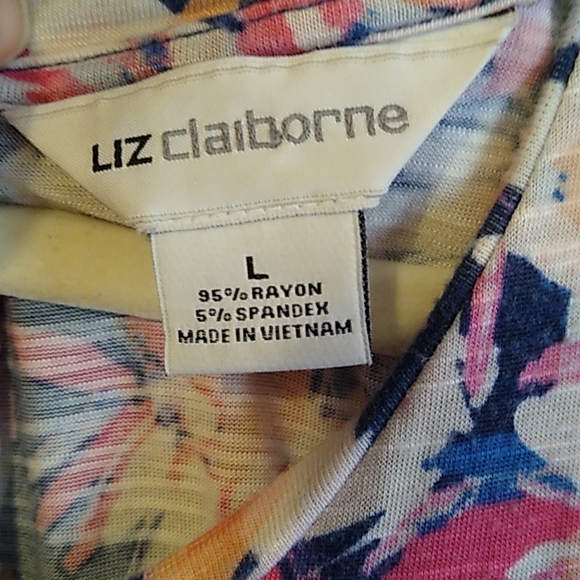 LIZ claiborne
L
95% RAYON
5% SPANDEX
MADE IN VIETNAM